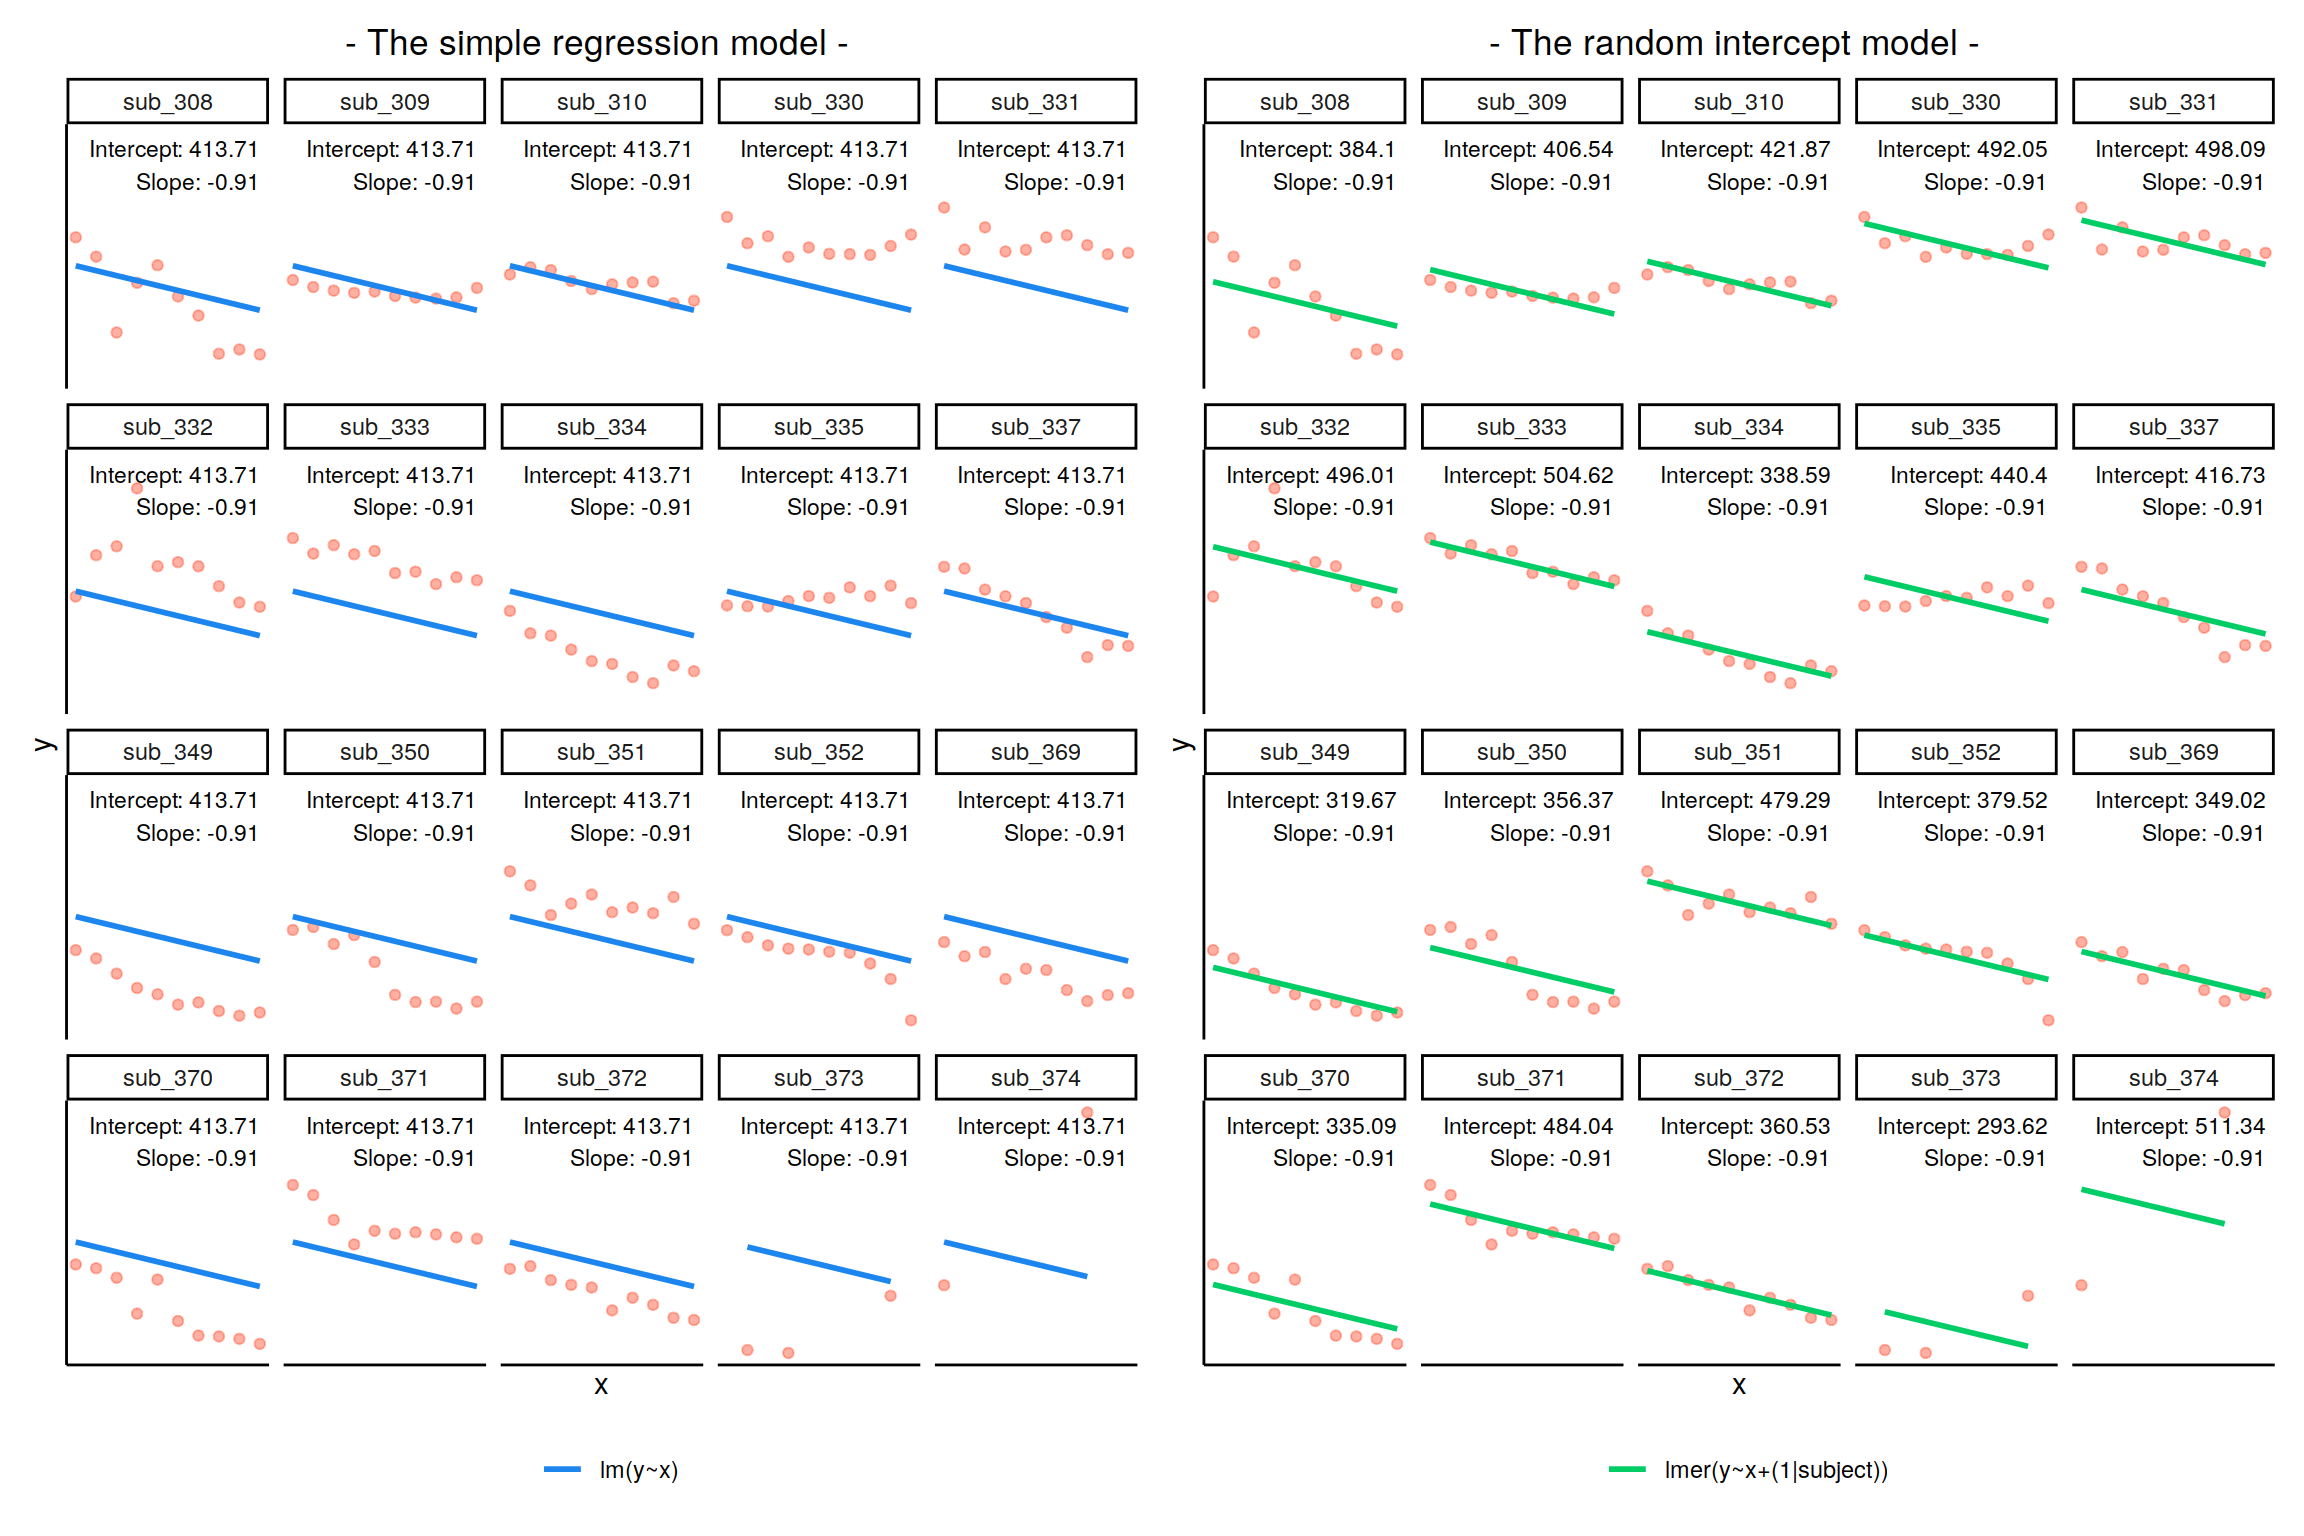 - The simple regression model -
sub_308
sub_309
sub_310
sub_330
sub_331
Intercept: 413.71
Slope: -0.91
Intercept: 413.71
Slope: -0.91
Intercept: 413.71
Slope: -0.91
Intercept: 413.71
Slope: -0.91
Intercept: 413.71
Slope: -0.91
sub_332
sub_333
sub_334
sub_335
sub_337
Intercept: 413.71
Slope: -0.91
Intercept: 413.71
Slope: -0.91
Intercept: 413.71
Slope: -0.91
Intercept: 413.71
Slope: -0.91
Intercept: 413.71
Slope: -0.91
y
sub_349
sub_350
sub_351
sub_352
sub_369
Intercept: 413.71
Slope: -0.91
Intercept: 413.71
Slope: -0.91
Intercept: 413.71
Slope: -0.91
Intercept: 413.71
Slope: -0.91
Intercept: 413.71
Slope: -0.91
sub_370
sub_371
sub_372
sub_373
sub_374
Intercept: 413.71
Slope: -0.91
Intercept: 413.71
Slope: -0.91
Intercept: 413.71
Slope: -0.91
Intercept: 413.71
Slope: -0.91
Intercept: 413.71
Slope: -0.91
x
lm(y~x)
- The random intercept model -
sub_308
sub_309
sub_310
sub_330
sub_331
Intercept: 384.1
Slope: -0.91
Intercept: 406.54
Slope: -0.91
Intercept: 421.87
Slope: -0.91
Intercept: 492.05
Slope: -0.91
Intercept: 498.09
Slope: -0.91
sub_332
sub_333
sub_334
sub_335
sub_337
Intercept: 496.01
Slope: -0.91
Intercept: 504.62
Slope: -0.91
Intercept: 338.59
Slope: -0.91
Intercept: 440.4
Slope: -0.91
Intercept: 416.73
Slope: -0.91
y
sub_349
sub_350
sub_351
sub_352
sub_369
Intercept: 319.67
Slope: -0.91
Intercept: 356.37
Slope: -0.91
Intercept: 479.29
Slope: -0.91
Intercept: 379.52
Slope: -0.91
Intercept: 349.02
Slope: -0.91
sub_370
sub_371
sub_372
sub_373
sub_374
Intercept: 335.09
Slope: -0.91
Intercept: 484.04
Slope: -0.91
Intercept: 360.53
Slope: -0.91
Intercept: 293.62
Slope: -0.91
Intercept: 511.34
Slope: -0.91
x
lmer(y~x+(1|subject))